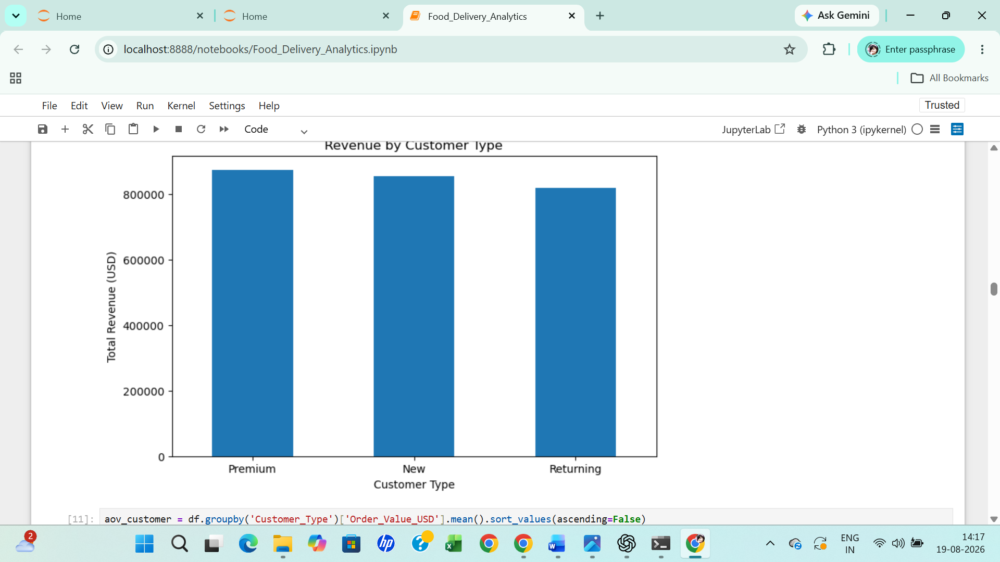 Home
Home
Food_Delivery_Analytics
Ask Gemini
localhost:8888/notebooks/Food_Delivery_Analytics.ipynb
Enter passphrase
All Bookmarks
File Edit View Run Kernel Settings Help
Trusted
Code
JupyterLab
Python 3 (ipykernel)
Revenue by Customer Type
Total Revenue (USD)
800000
600000
400000
200000
0
Premium New Returning
Customer Type
[11]: aov_customer = df.groupby('Customer_Type')['Order_Value_USD'].mean().sort_values(ascending=False)
2
hp
?
X
W
ENG
IN
14:17
19-08-2026